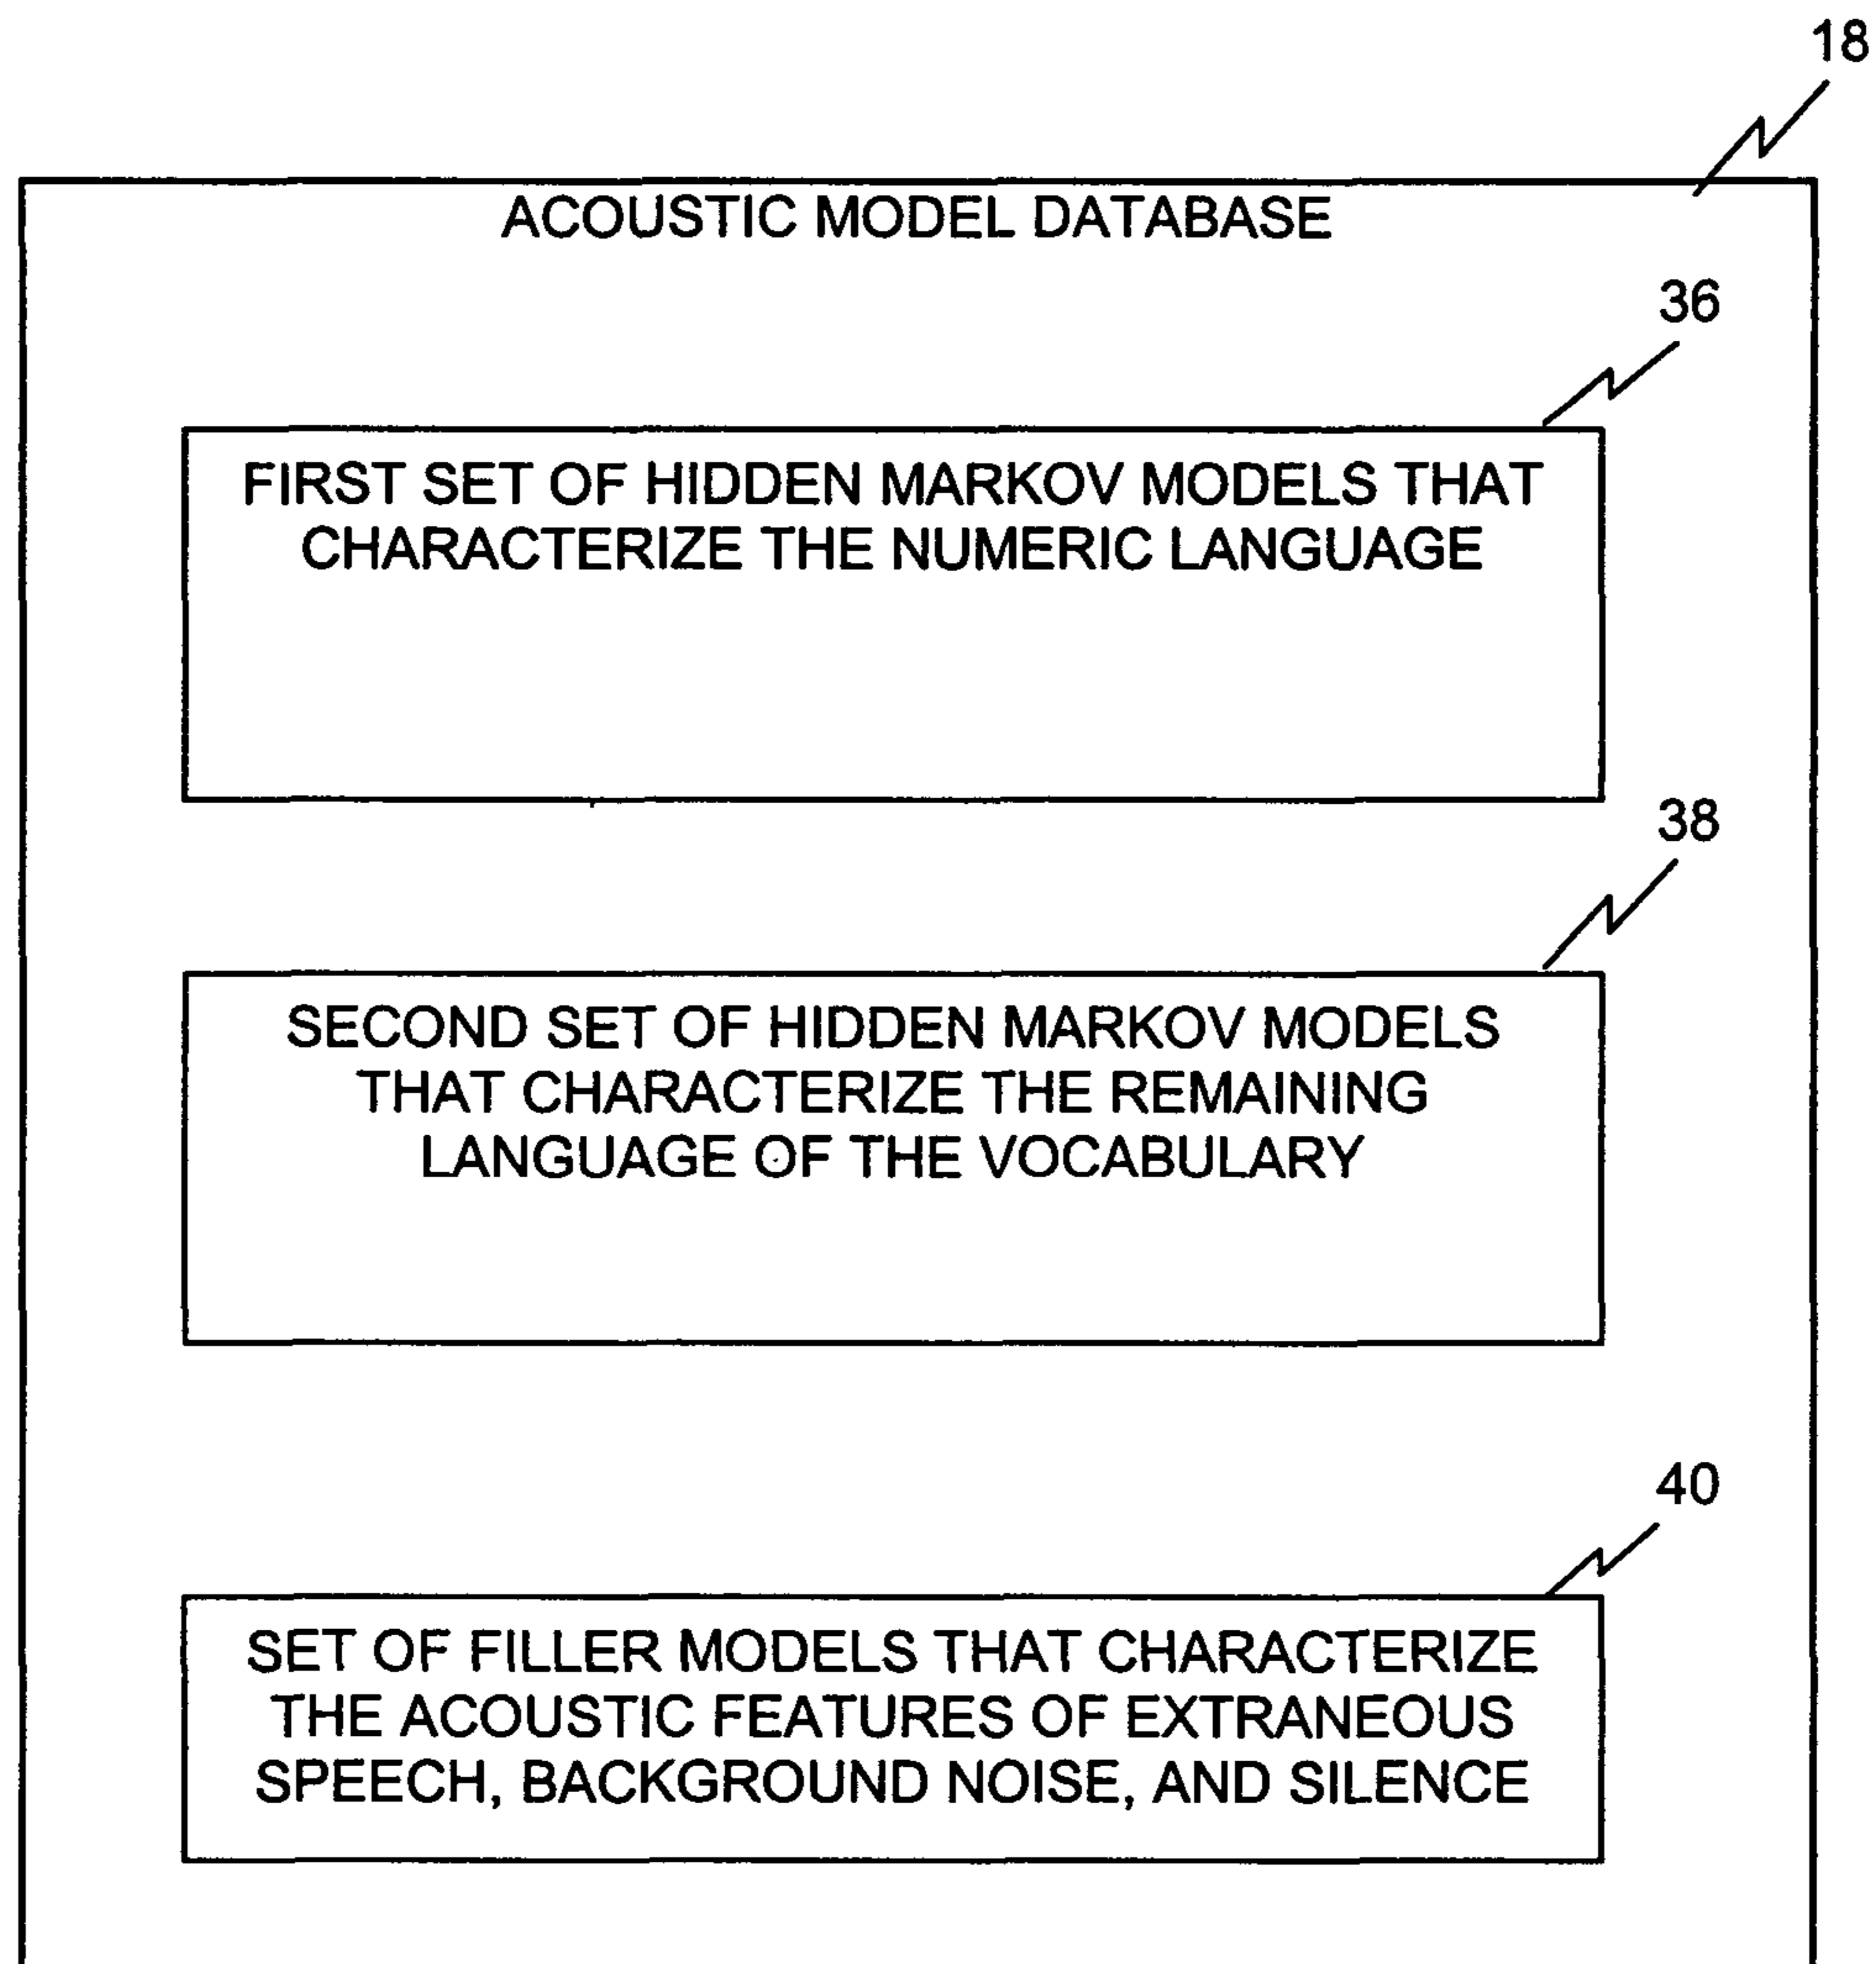 18
ACOUSTIC MODEL DATABASE
36
FIRST SET OF HIDDEN MARKOV MODELS THAT
CHARACTERIZE THE NUMERIC LANGUAGE
38
SECOND SET OF HIDDEN MARKOV MODELS
THAT CHARACTERIZE THE REMAINING
LANGUAGE OF THE VOCABULARY
40
SET OF FILLER MODELS THAT CHARACTERIZE
THE ACOUSTIC FEATURES OF EXTRANEOUS
SPEECH, BACKGROUND NOISE, AND SILENCE